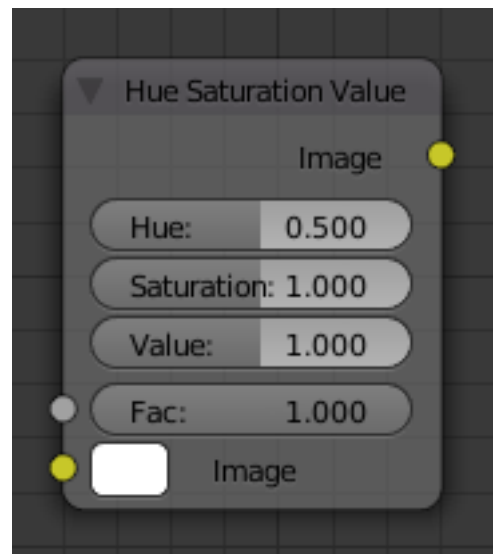 Hue Saturation Value
Image
Hue: 0.500
Saturation: 1.000
Value: 1.000
Fac: 1.000
Image